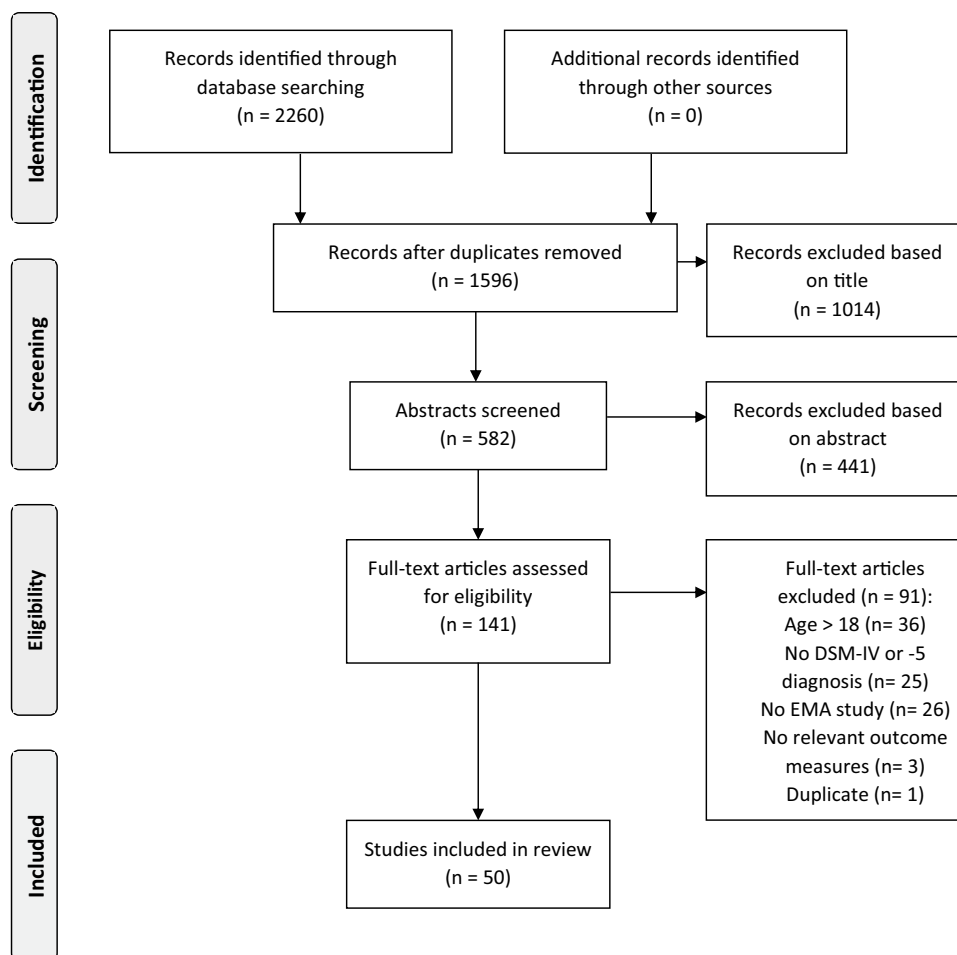 Identification
Records identified through
database searching
(n = 2260)
Additional records identified
through other sources
(n = 0)
Screening
Records after duplicates removed
(n = 1596)
Records excluded based
on title
(n = 1014)
Abstracts screened
(n = 582)
Records excluded based
on abstract
(n = 441)
Eligibility
Full-text articles assessed
for eligibility
(n = 141)
Full-text articles
excluded (n = 91):
Age > 18 (n= 36)
No DSM-IV or -5
diagnosis (n= 25)
No EMA study (n= 26)
No relevant outcome
measures (n= 3)
Duplicate (n= 1)
Included
Studies included in review
(n = 50)